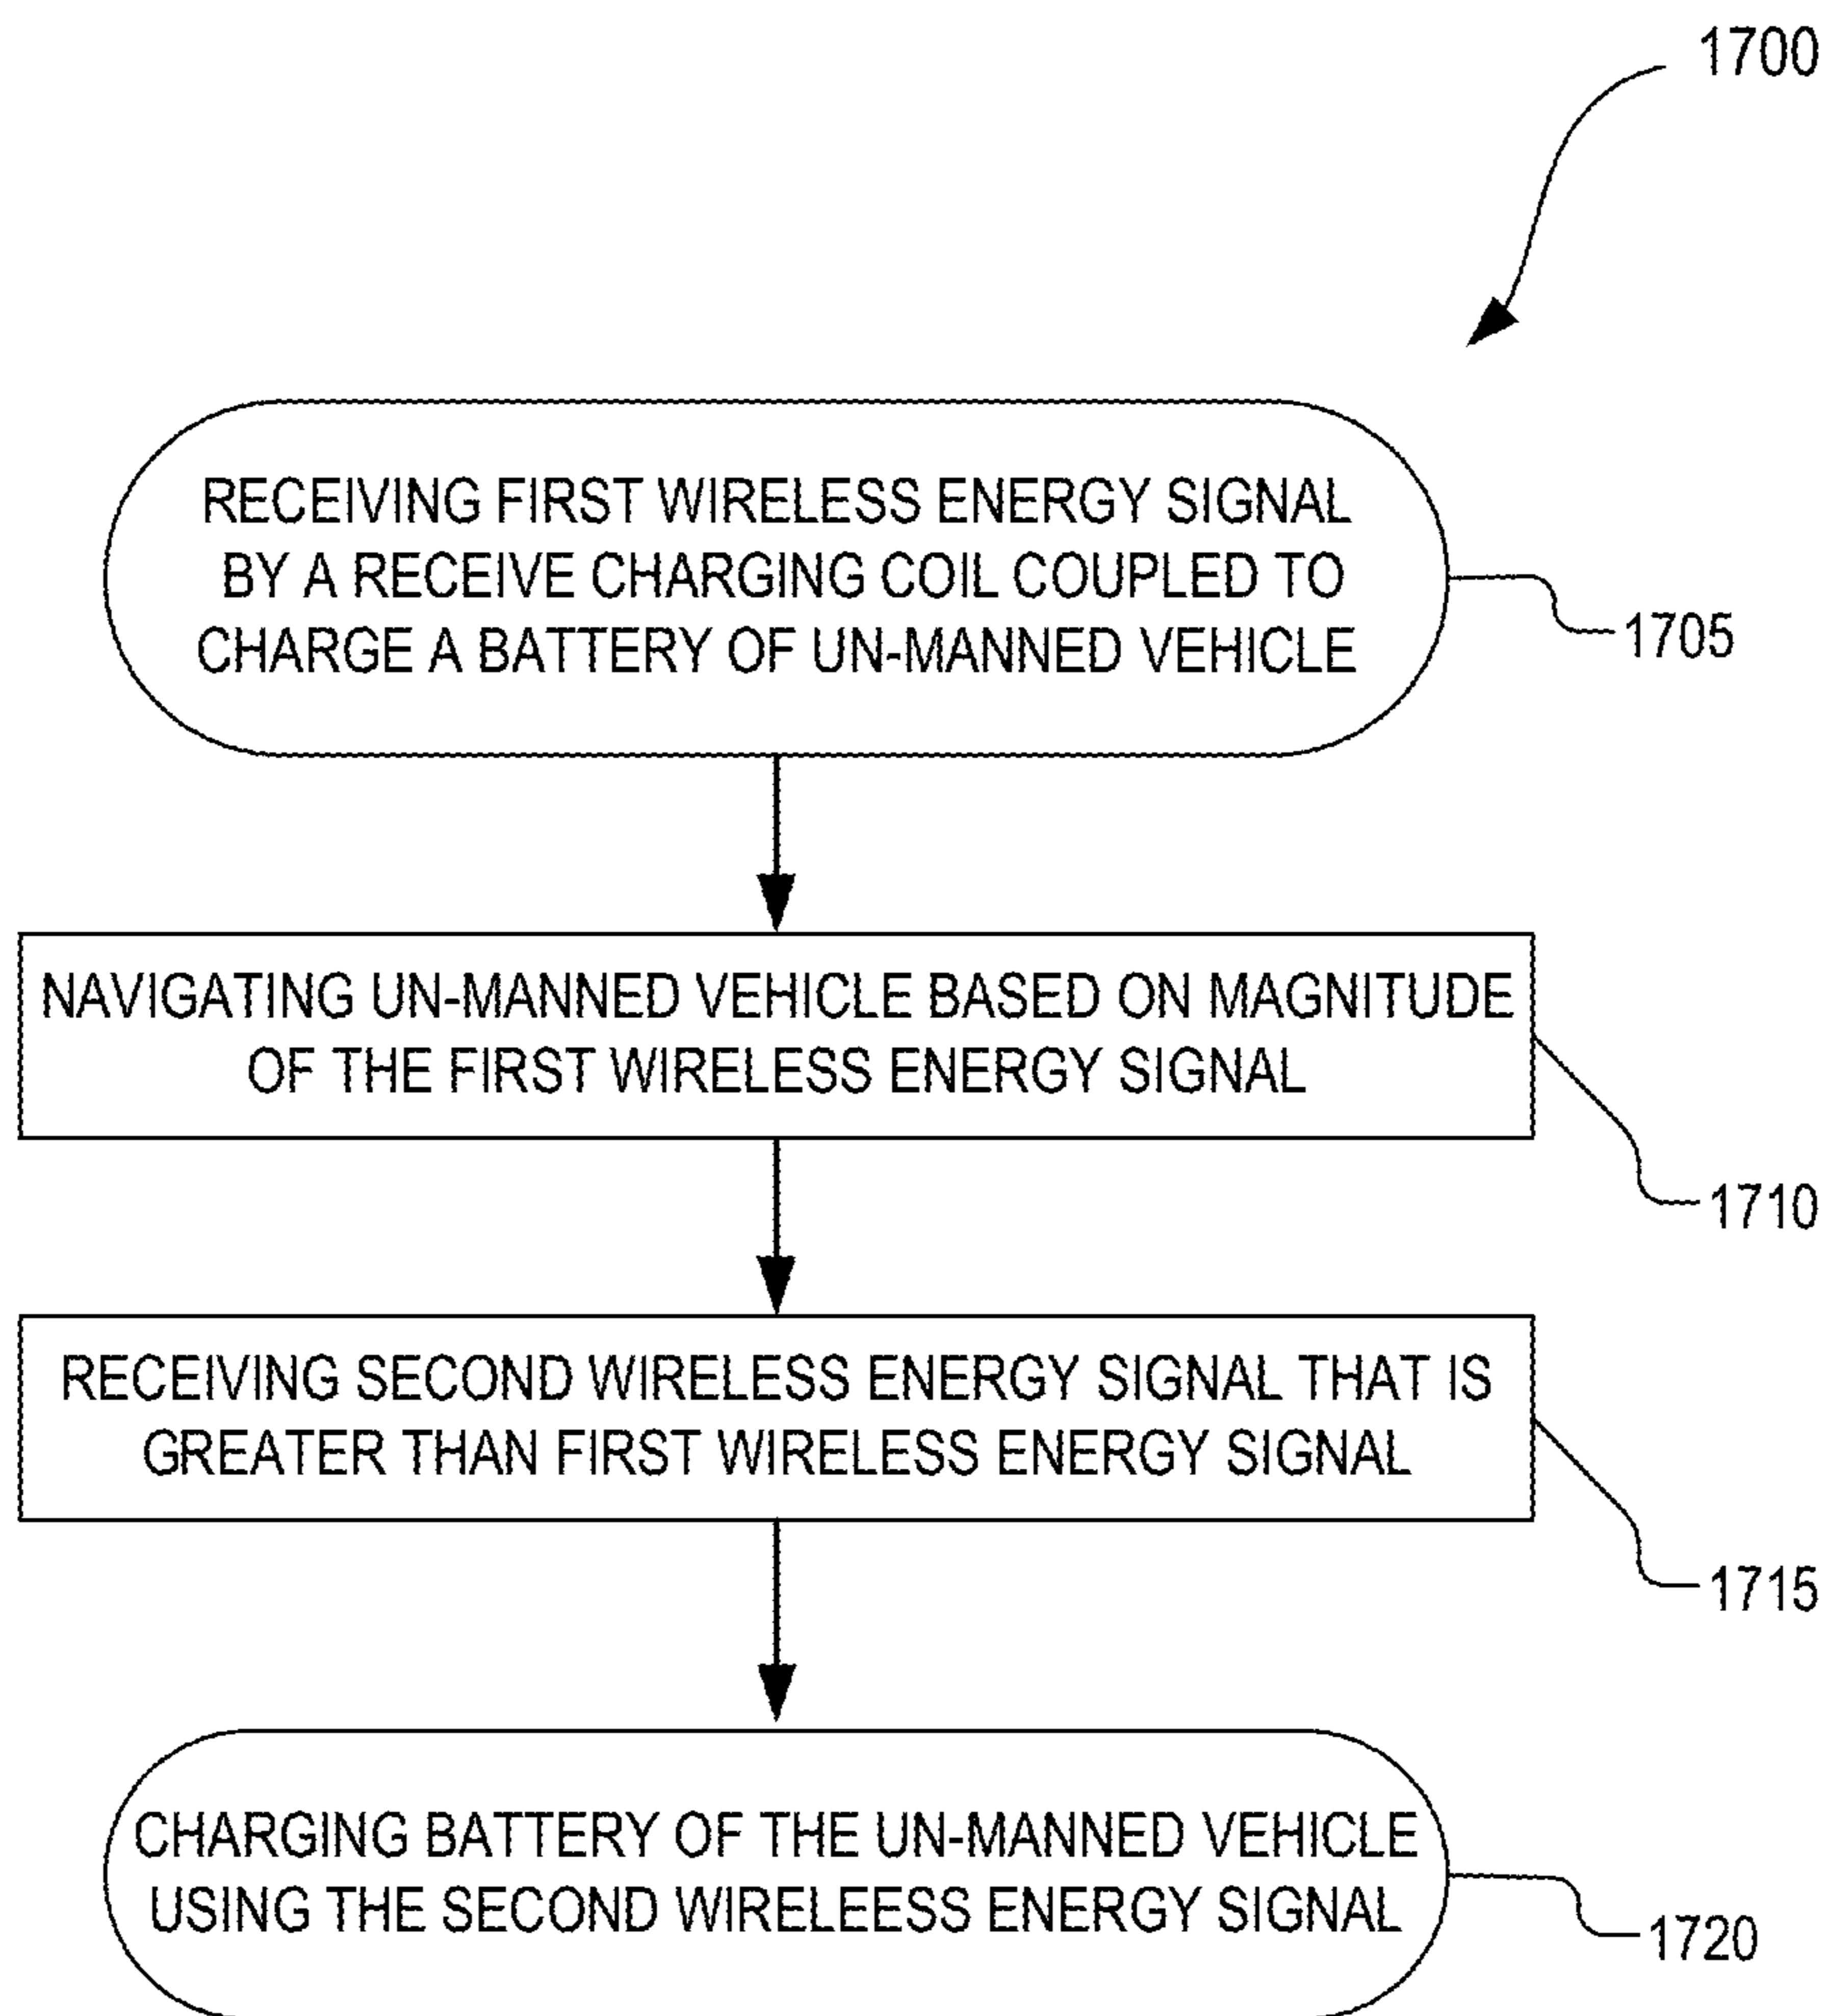 1700
RECEIVING FIRST WIRELESS ENERGY SIGNAL
BY A RECEIVE CHARGING COIL COUPLED TO
CHARGE A BATTERY OF UN-MANNED VEHICLE
1705
NAVIGATING UN-MANNED VEHICLE BASED ON MAGNITUDE
OF THE FIRST WIRELESS ENERGY SIGNAL
1710
RECEIVING SECOND WIRELESS ENERGY SIGNAL THAT IS
GREATER THAN FIRST WIRELESS ENERGY SIGNAL
1715
CHARGING BATTERY OF THE UN-MANNED VEHICLE
USING THE SECOND WIRELEESS ENERGY SIGNAL
1720